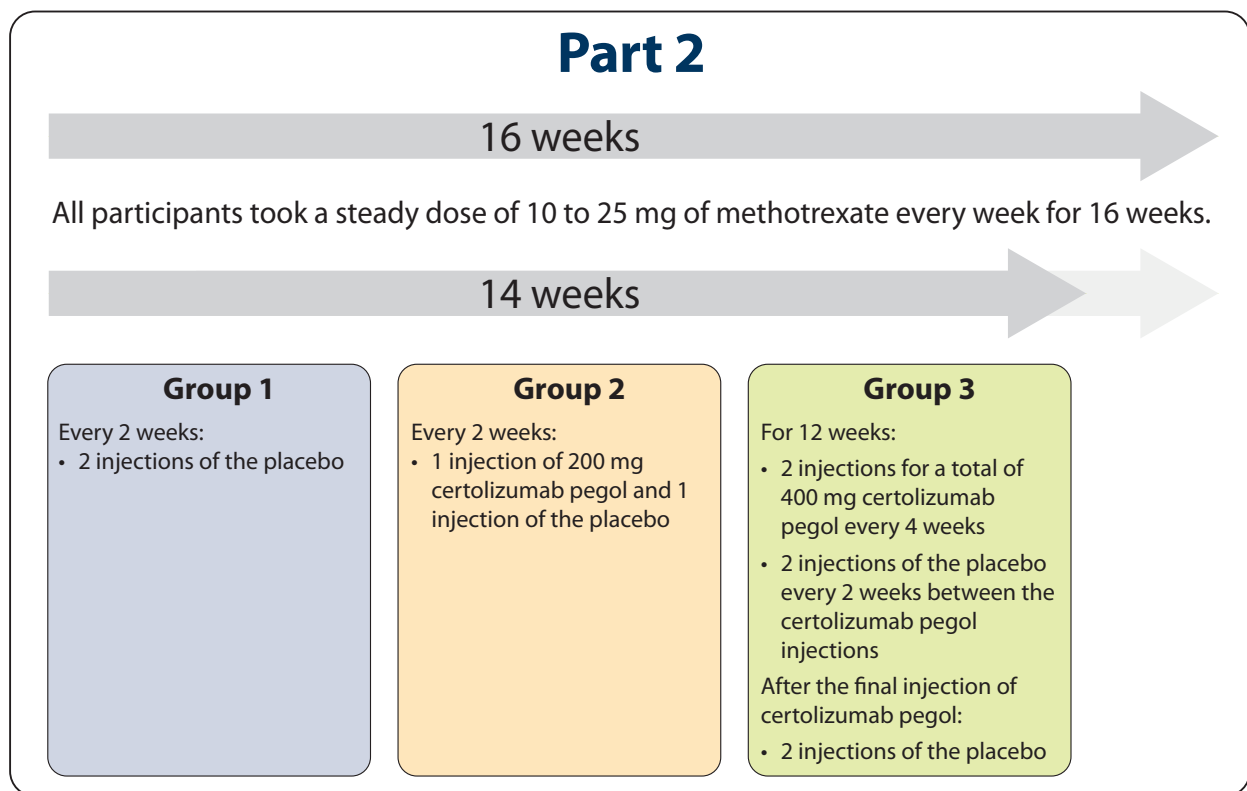 Part 2
16 weeks
All participants took a steady dose of 10 to 25 mg of methotrexate every week for 16 weeks.
14 weeks
Group 1
Every 2 weeks:
• 2 injections of the placebo
Group 2
Every 2 weeks:
• 1 injection of 200 mg
certolizumab pegol and 1
injection of the placebo
Group 3
For 12 weeks:
• 2 injections for a total of
400 mg certolizumab
pegol every 4 weeks
• 2 injections of the placebo
every 2 weeks between the
certolizumab pegol
injections
After the final injection of
certolizumab pegol:
• 2 injections of the placebo